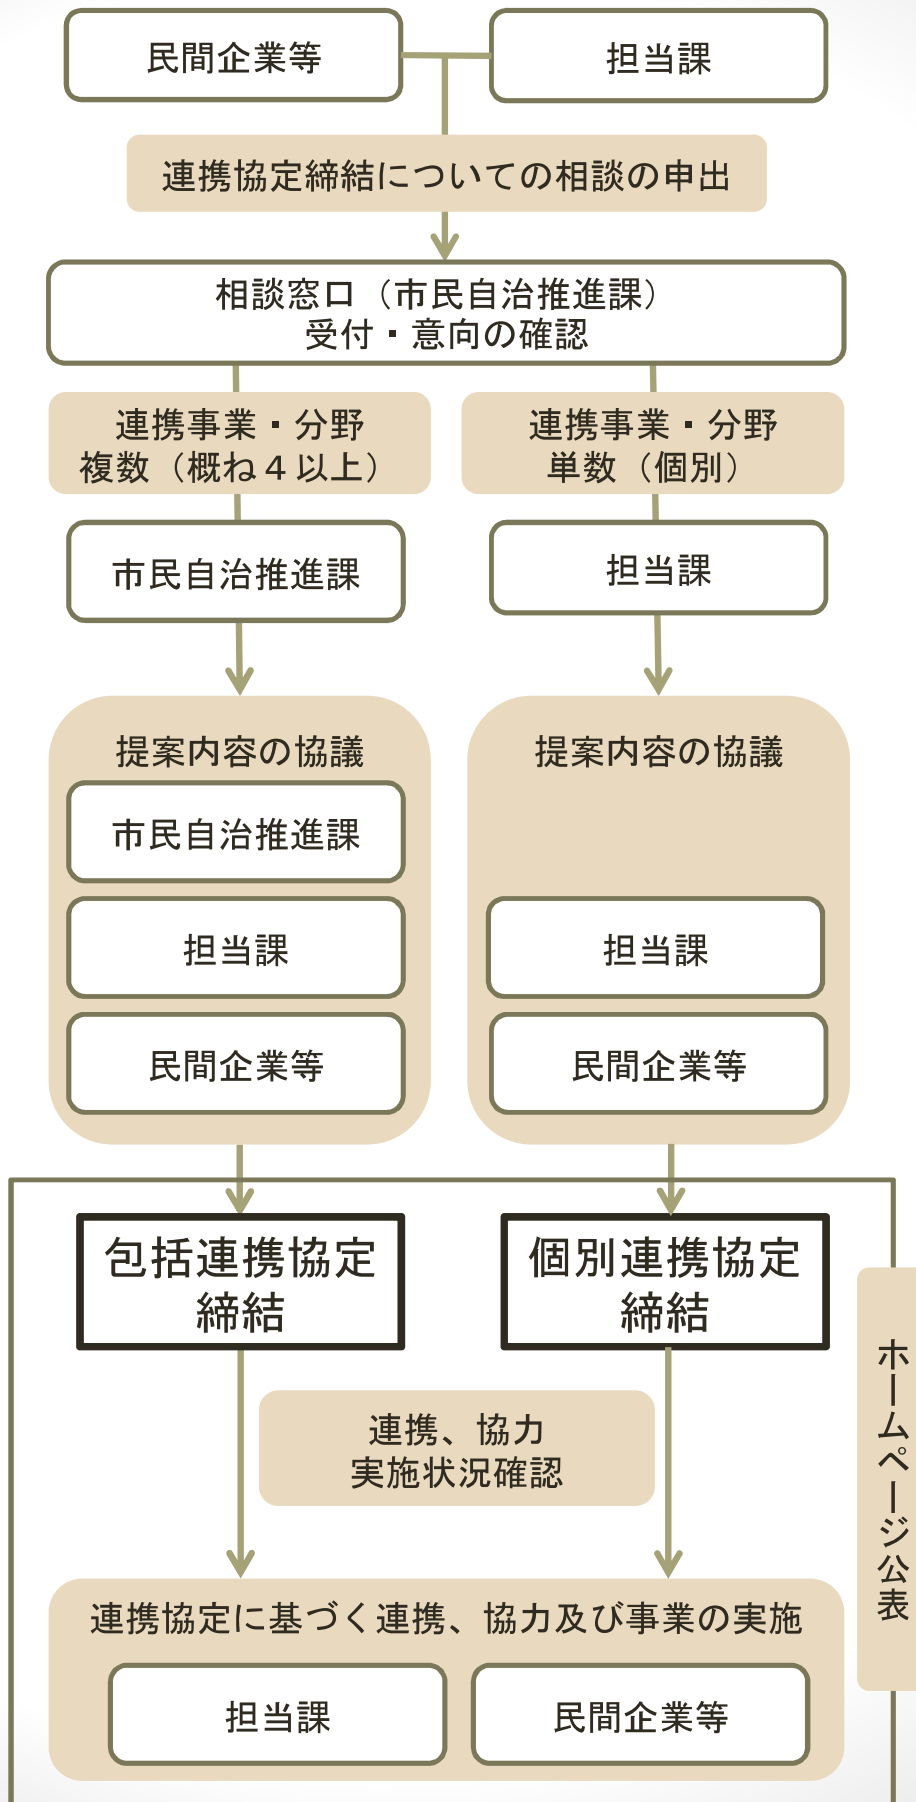 民間企業等
担当課
連携協定締結についての相談の申出
相談窓口（市民自治推進課）
受付・意向の確認
連携事業・分野
複数（概ね４以上）
連携事業・分野
単数（個別）
市民自治推進課
担当課
提案内容の協議
市民自治推進課
担当課
民間企業等
提案内容の協議
担当課
民間企業等
包括連携協定
締結
個別連携協定
締結
連携、協力
実施状況確認
ホームページ公表
連携協定に基づく連携、協力及び事業の実施
担当課
民間企業等